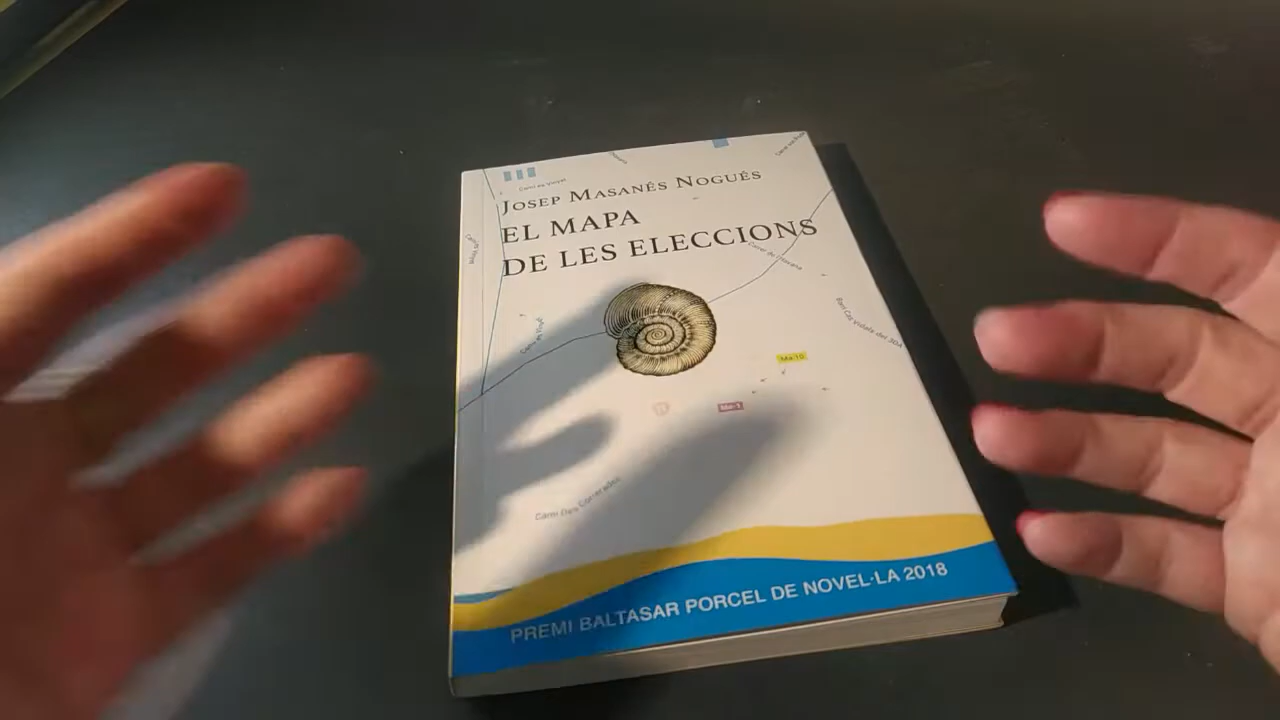 JOSEP MASANÉS NOGUÉS
EL MAPA
DE LES ELECCIONS
Ma-10
Ma-1
PREMI BALTASAR PORCEL DE NOVEL·LA 2018